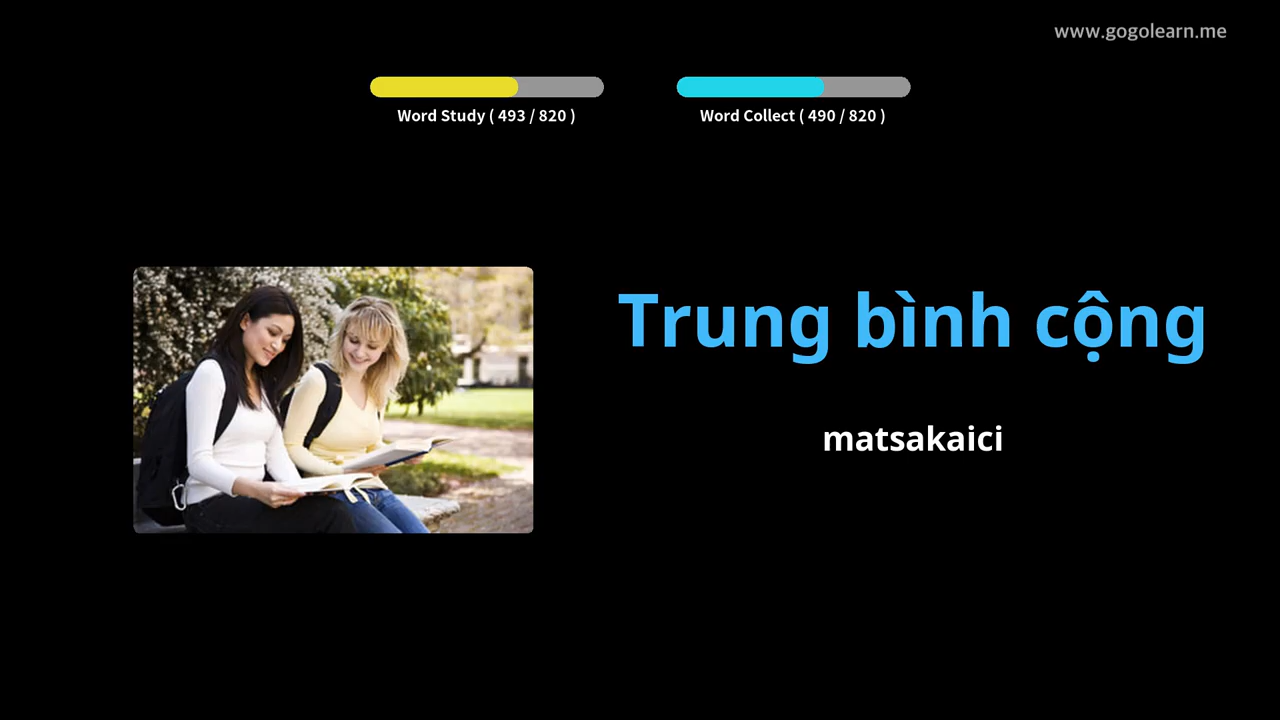 www.gogolearn.me
Word Study ( 493 / 820 )
Word Collect ( 490 / 820 )
Trung bình cộng
matsakaici